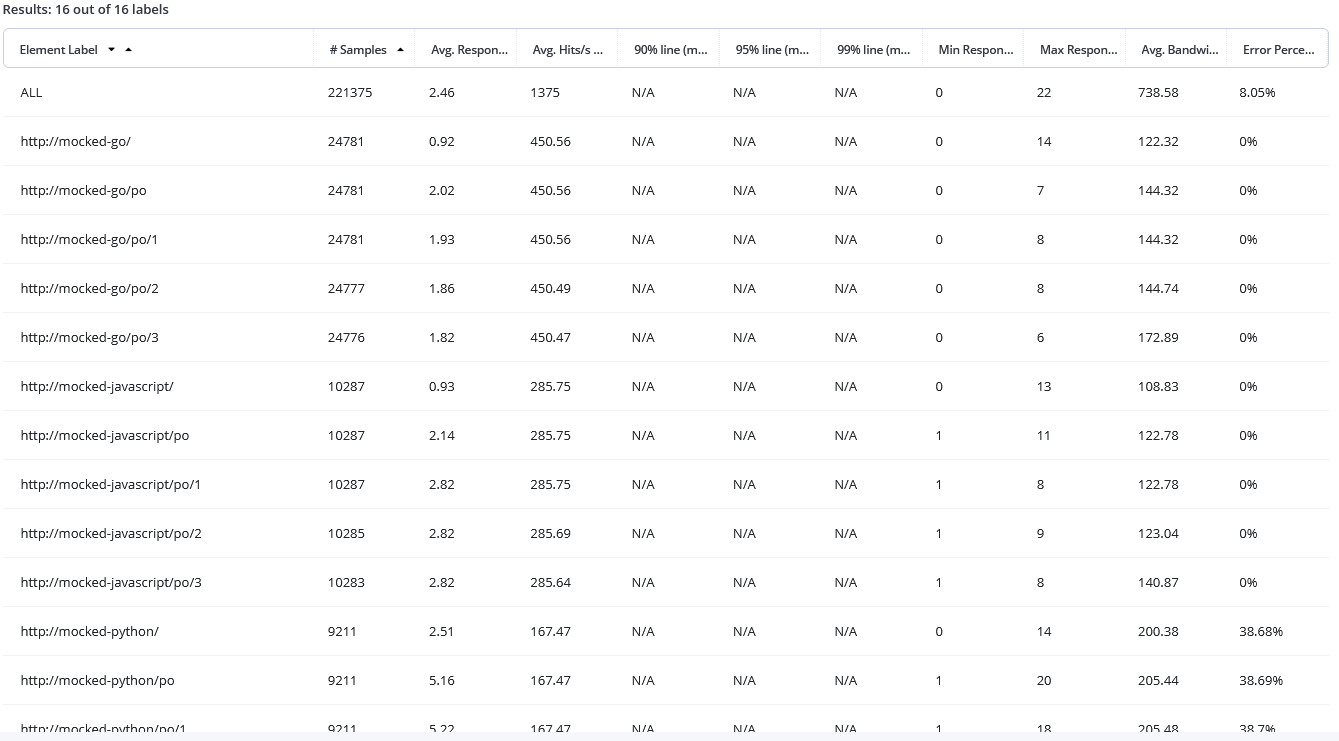 Results: 16 out of 16 labels
Element Label # Samples Avg. Respon... Avg. Hits/s ... 90% line (m... 95% line (m... 99% line (m... Min Respon... Max Respon... Avg. Bandwi... Error Perce...
ALL 221375 2.46 1375 N/A N/A N/A 0 22 738.58 8.05%
http://mocked-go/ 24781 0.92 450.56 N/A N/A N/A 0 14 122.32 0%
http://mocked-go/po 24781 2.02 450.56 N/A N/A N/A 0 7 144.32 0%
http://mocked-go/po/1 24781 1.93 450.56 N/A N/A N/A 0 8 144.32 0%
http://mocked-go/po/2 24777 1.86 450.49 N/A N/A N/A 0 8 144.74 0%
http://mocked-go/po/3 24776 1.82 450.47 N/A N/A N/A 0 6 172.89 0%
http://mocked-javascript/ 10287 0.93 285.75 N/A N/A N/A 0 13 108.83 0%
http://mocked-javascript/po 10287 2.14 285.75 N/A N/A N/A 1 11 122.78 0%
http://mocked-javascript/po/1 10287 2.82 285.75 N/A N/A N/A 1 8 122.78 0%
http://mocked-javascript/po/2 10285 2.82 285.69 N/A N/A N/A 1 9 123.04 0%
http://mocked-javascript/po/3 10283 2.82 285.64 N/A N/A N/A 1 8 140.87 0%
http://mocked-python/ 9211 2.51 167.47 N/A N/A N/A 0 14 200.38 38.68%
http://mocked-python/po 9211 5.16 167.47 N/A N/A N/A 1 20 205.44 38.69%
http://mocked-python/po/1 9211 5.22 167.47 N/A N/A N/A 1 18 205.48 38.7%